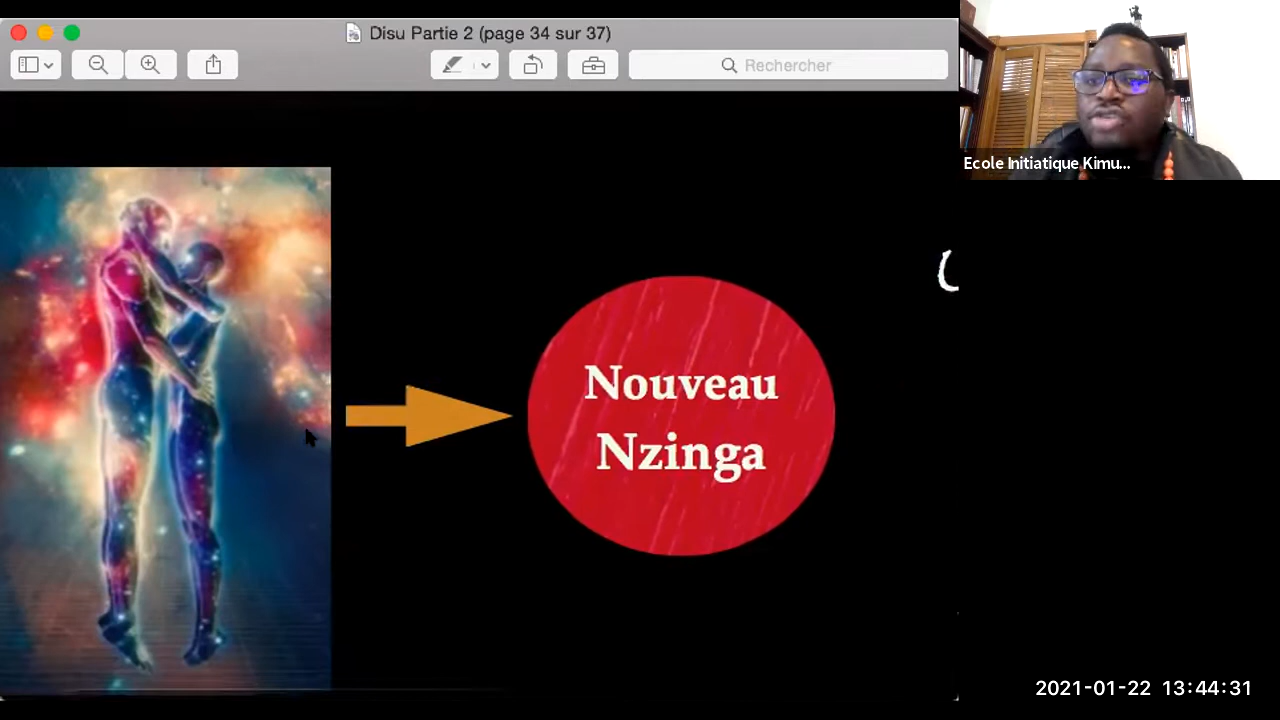 Disu Partie 2 (page 34 sur 37)
Rechercher
Ecole Initiatique Kimu...
Nouveau
Nzinga
2021-01-22 13:44:31